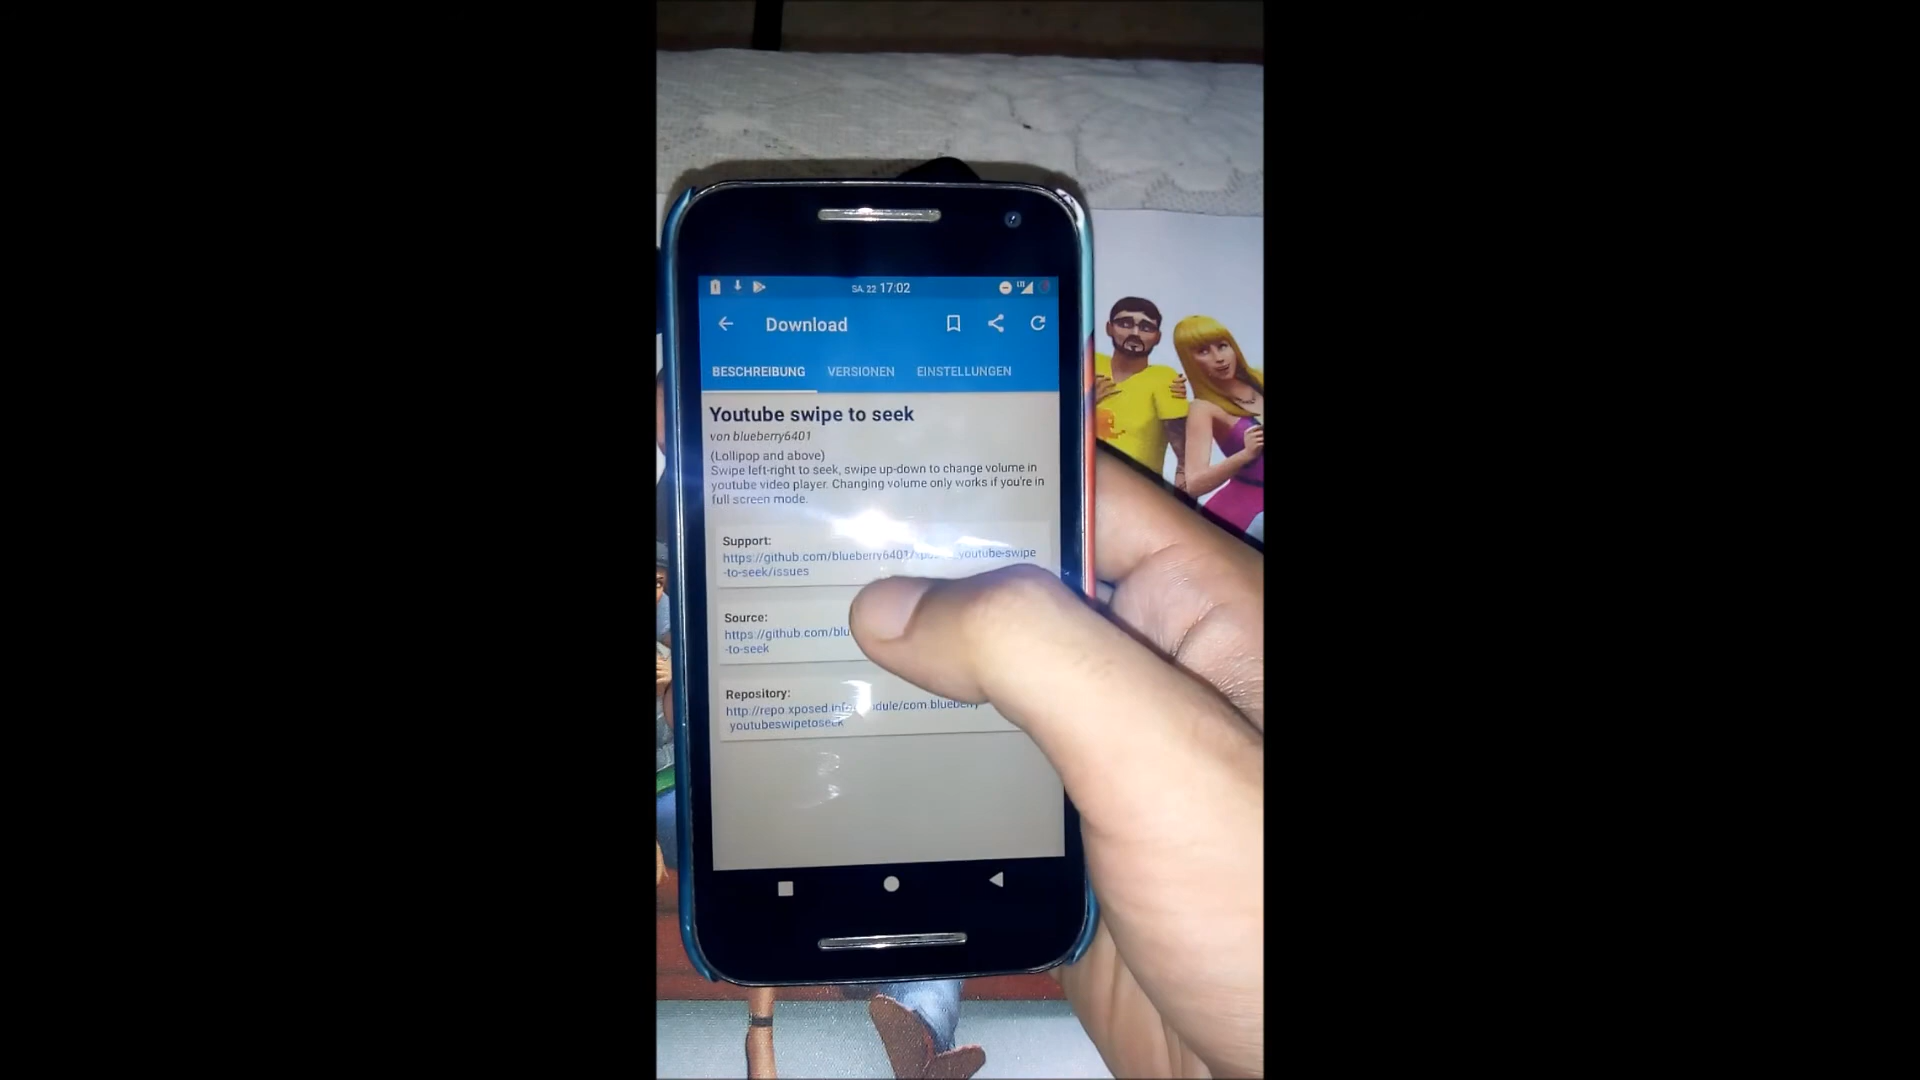 SA. 22 17:02
Download
BESCHREIBUNG VERSIONEN EINSTELLUNGEN
Youtube swipe to seek
von blueberry6401
(Lollipop and above)
Swipe left-right to seek, swipe up-down to change volume in
youtube video player. Changing volume only works if you're in
full screen mode.
Support:
https://github.com/blueberry6401/ youtube-swipe
-to-seek/issues
Source:
https://github.com/blu
-to-seek
Repository:
http://repo.xposed.info dule/com.blueberry
youtubeswipetoseek